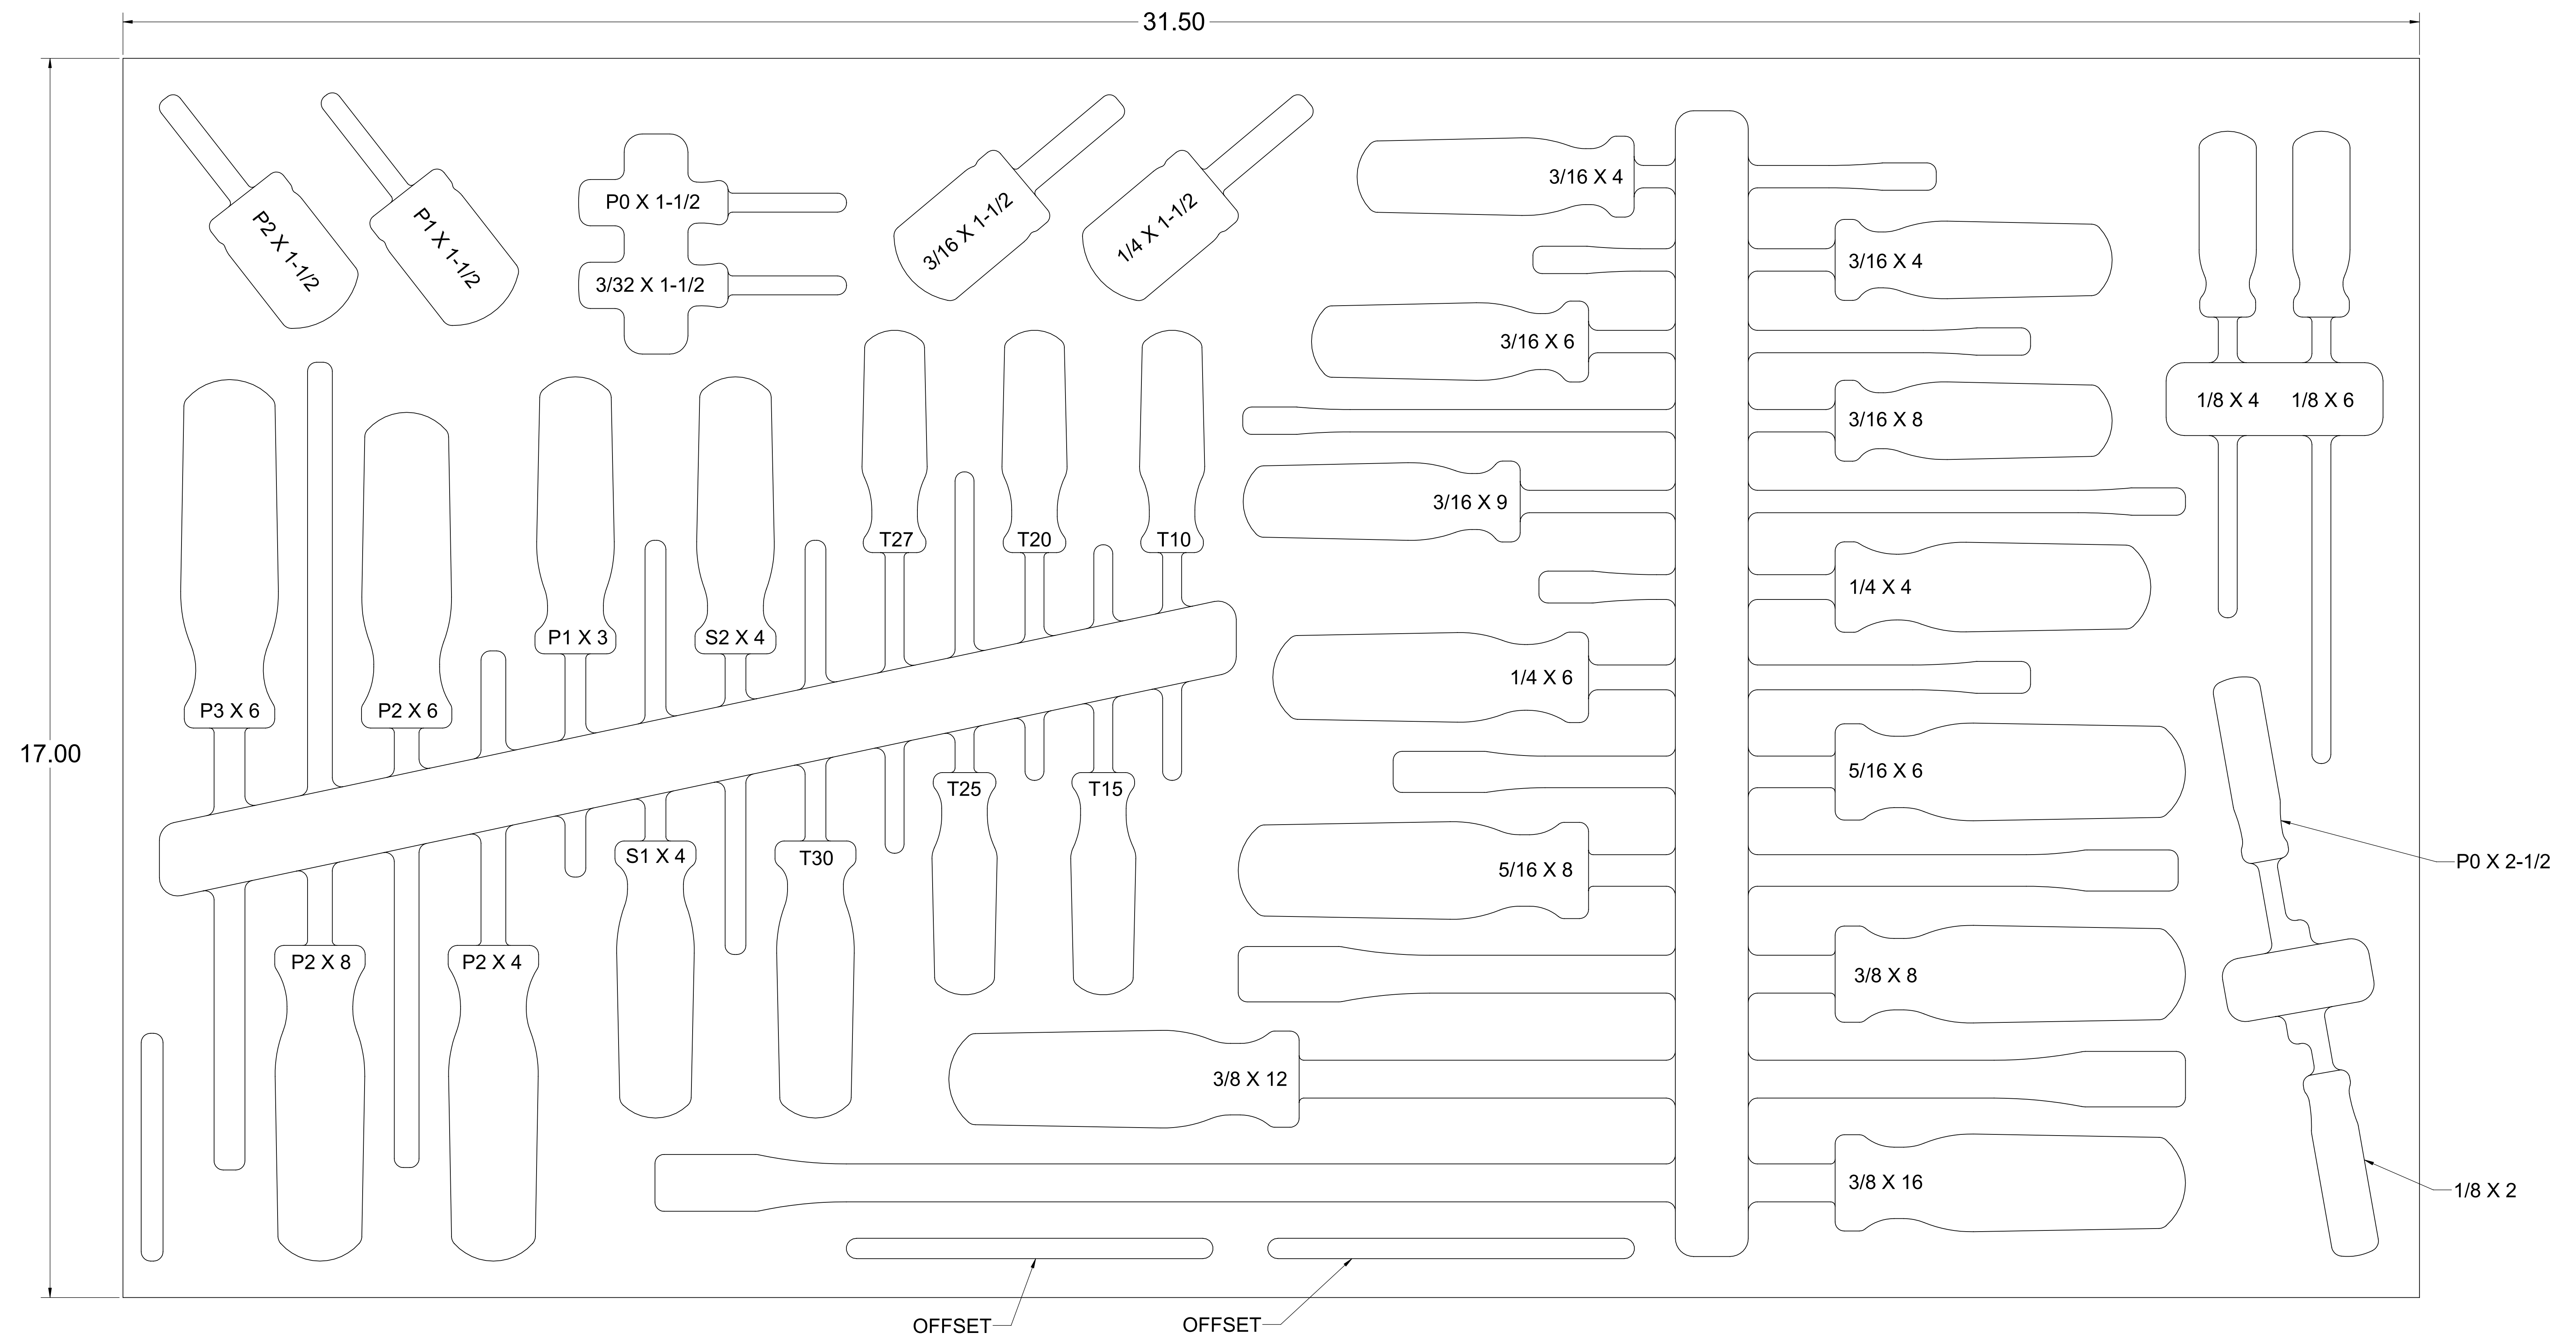 31.50
17.00
P2 X 1-1/2
P1 X 1-1/2
P0 X 1-1/2
3/32 X 1-1/2
3/16 X 1-1/2
1/4 X 1-1/2
3/16 X 4
3/16 X 4
3/16 X 6
3/16 X 8
1/8 X 4
1/8 X 6
3/16 X 9
T27
T20
T10
1/4 X 4
P1 X 3
S2 X 4
1/4 X 6
P3 X 6
P2 X 6
5/16 X 6
T25
T15
S1 X 4
T30
5/16 X 8
P0 X 2-1/2
P2 X 8
P2 X 4
3/8 X 8
3/8 X 12
3/8 X 16
1/8 X 2
OFFSET
OFFSET